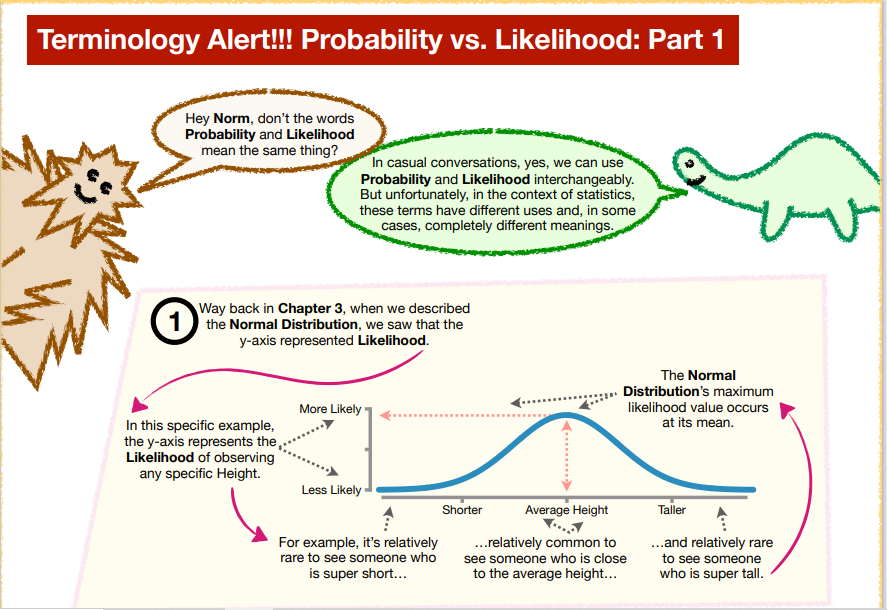 Terminology Alert!!! Probability vs. Likelihood: Part 1
Hey Norm, don't the words
Probability and Likelihood
mean the same thing?
In casual conversations, yes, we can use
Probability and Likelihood interchangeably.
But unfortunately, in the context of statistics,
these terms have different uses and, in some
cases, completely different meanings.
1
Way back in Chapter 3, when we described
the Normal Distribution, we saw that the
y-axis represented Likelihood.
In this specific example,
the y-axis represents the
Likelihood of observing
any specific Height.
More Likely
Less Likely
The Normal
Distribution's maximum
likelihood value occurs
at its mean.
Shorter
Average Height
Taller
For example, it's relatively
rare to see someone who
is super short…
…relatively common to
see someone who is close
to the average height…
…and relatively rare
to see someone
who is super tall.